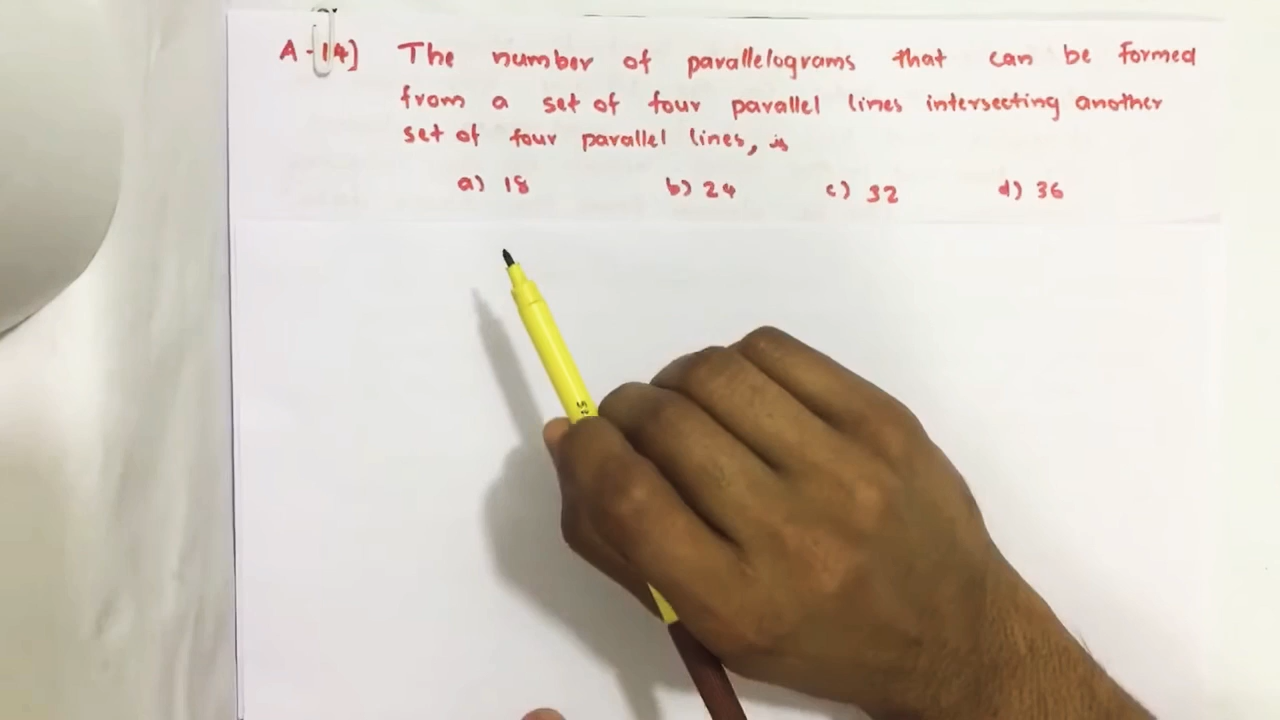 A-14] The number of parallelograms that can be formed
from a set of four parallel lines intersecting another
set of four parallel lines, is
a) 18 b) 24 c) 32 d) 36